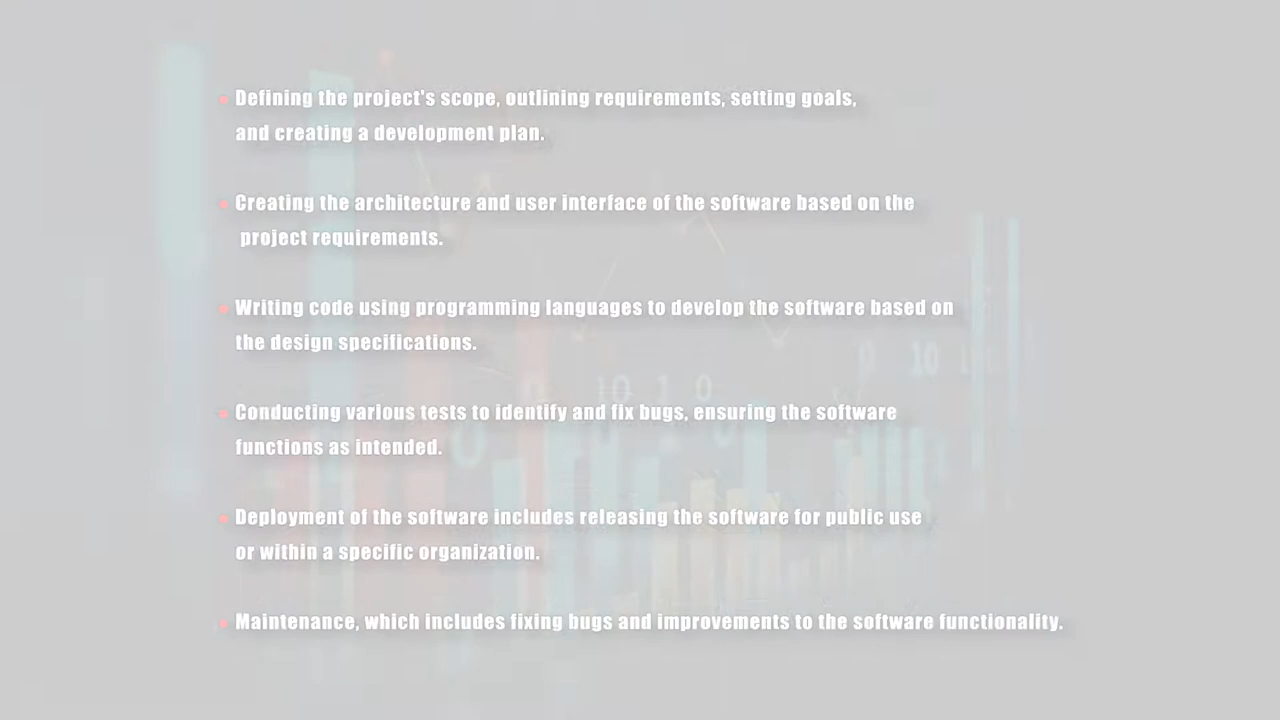 Defining the project's scope, outlining requirements, setting goals,
and creating a development plan.
Creating the architecture and user interface of the software based on the
project requirements.
Writing code using programming languages to develop the software based on
the design specifications.
Conducting various tests to identify and fix bugs, ensuring the software
functions as intended.
Deployment of the software includes releasing the software for public use
or within a specific organization.
Maintenance, which includes fixing bugs and improvements to the software functionality.